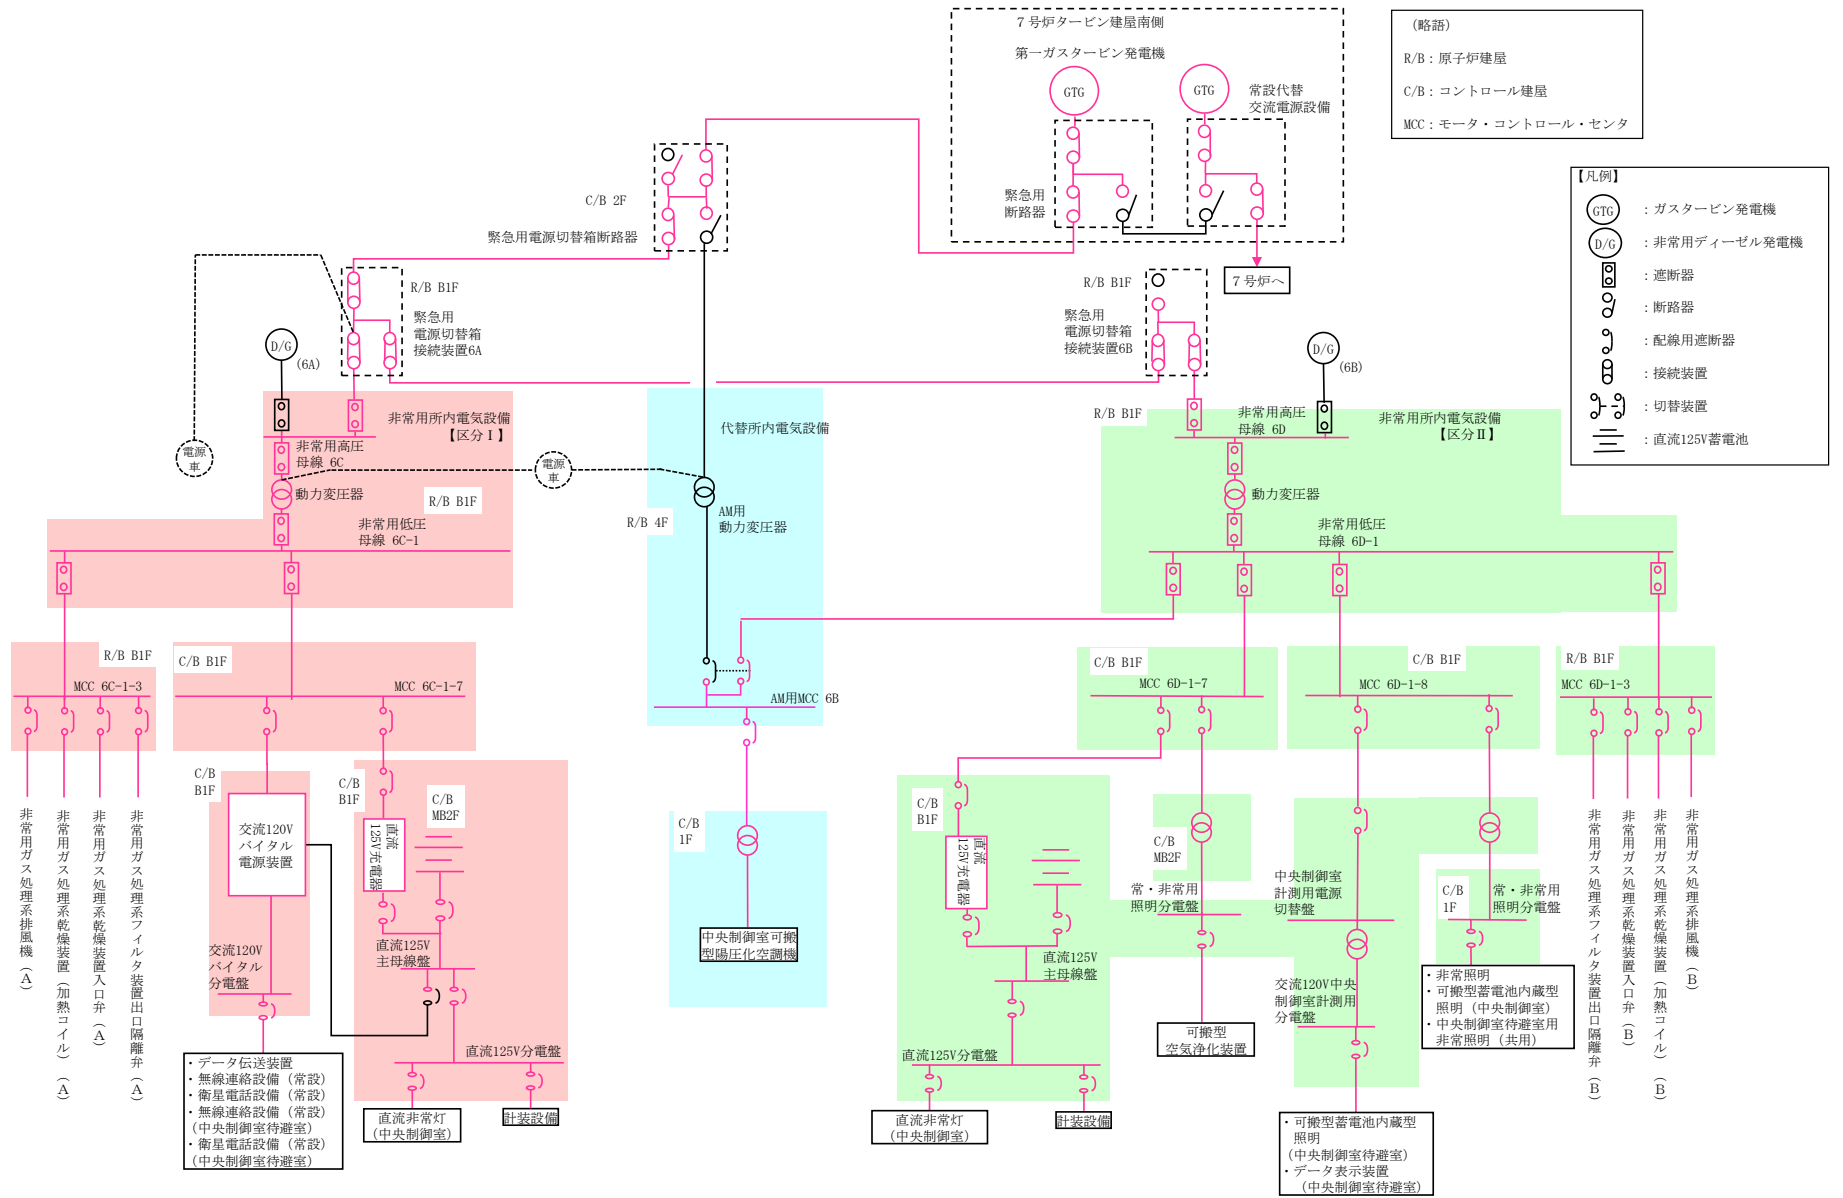 ７号炉タービン建屋南側
第一ガスタービン発電機
GTG
GTG
常設代替
交流電源設備
緊急用
断路器
７号炉へ
（略語）
R/B：原子炉建屋
C/B：コントロール建屋
MCC：モータ・コントロール・センタ
【凡例】
GTG
：ガスタービン発電機
D/G
：非常用ディーゼル発電機
：遮断器
：断路器
：配線用遮断器
：接続装置
：切替装置
：直流125V蓄電池
C/B 2F
緊急用電源切替箱断路器
R/B B1F
緊急用
電源切替箱
接続装置6A
D/G
(6A)
R/B B1F
緊急用
電源切替箱
接続装置6B
D/G
(6B)
電源
車
電源
車
非常用所内電気設備
【区分Ⅰ】
非常用高圧
母線 6C
動力変圧器
R/B B1F
非常用低圧
母線 6C-1
代替所内電気設備
R/B 4F
AM用
動力変圧器
AM用MCC 6B
R/B B1F
非常用高圧
母線 6D
非常用所内電気設備
【区分Ⅱ】
動力変圧器
非常用低圧
母線 6D-1
R/B B1F
MCC 6C-1-3
C/B B1F
MCC 6C-1-7
C/B B1F
MCC 6D-1-7
C/B B1F
MCC 6D-1-8
R/B B1F
MCC 6D-1-3
非常用ガス処理系排風機（A）
非常用ガス処理系乾燥装置（加熱コイル）（A）
非常用ガス処理系乾燥装置入口弁（A）
非常用ガス処理系フィルタ装置出口隔離弁（A）
C/B
B1F
交流120V
バイタル
電源装置
交流120V
バイタル
分電盤
・データ伝送装置
・無線連絡設備（常設）
・衛星電話設備（常設）
・無線連絡設備（常設）
（中央制御室待避室）
・衛星電話設備（常設）
（中央制御室待避室）
C/B
B1F
直流
125V充電器
C/B
MB2F
直流125V
主母線盤
直流125V分電盤
直流非常灯
（中央制御室）
計装設備
C/B
1F
中央制御室可搬
型陽圧化空調機
C/B
B1F
直流
125V充電器
直流125V
主母線盤
直流125V分電盤
直流非常灯
（中央制御室）
計装設備
C/B
MB2F
常・非常用
照明分電盤
可搬型
空気浄化装置
中央制御室
計測用電源
切替盤
交流120V中央
制御室計測用
分電盤
・可搬型蓄電池内蔵型
照明
（中央制御室待避室）
・データ表示装置
（中央制御室待避室）
C/B
1F
常・非常用
照明分電盤
・非常照明
・可搬型蓄電池内蔵型
照明（中央制御室）
・中央制御室待避室用
非常照明（共用）
非常用ガス処理系フィルタ装置出口隔離弁（B）
非常用ガス処理系乾燥装置入口弁（B）
非常用ガス処理系乾燥装置（加熱コイル）（B）
非常用ガス処理系排風機（B）